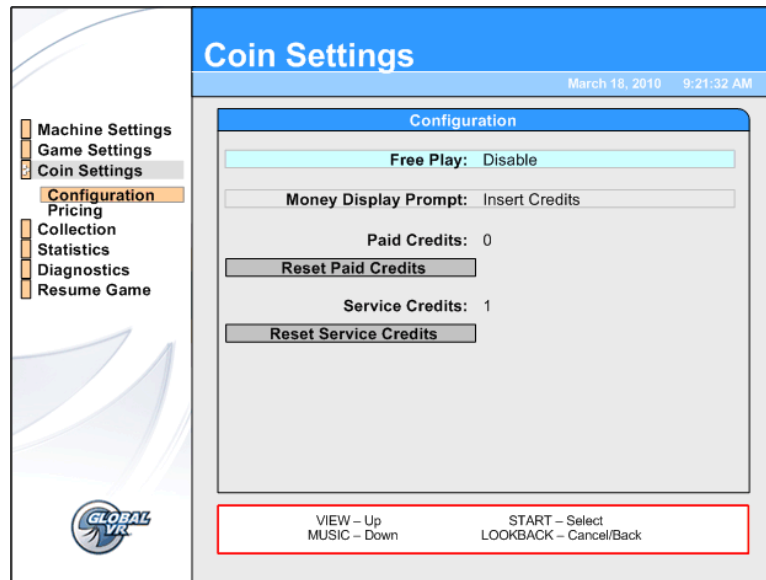 Coin Settings
March 18, 2010 9:21:32 AM
Machine Settings
Game Settings
Coin Settings
Configuration
Pricing
Collection
Statistics
Diagnostics
Resume Game
Configuration
Free Play: Disable
Money Display Prompt: Insert Credits
Paid Credits: 0
Reset Paid Credits
Service Credits: 1
Reset Service Credits
GLOBAL
VR
VIEW – Up START – Select
MUSIC – Down LOOKBACK – Cancel/Back